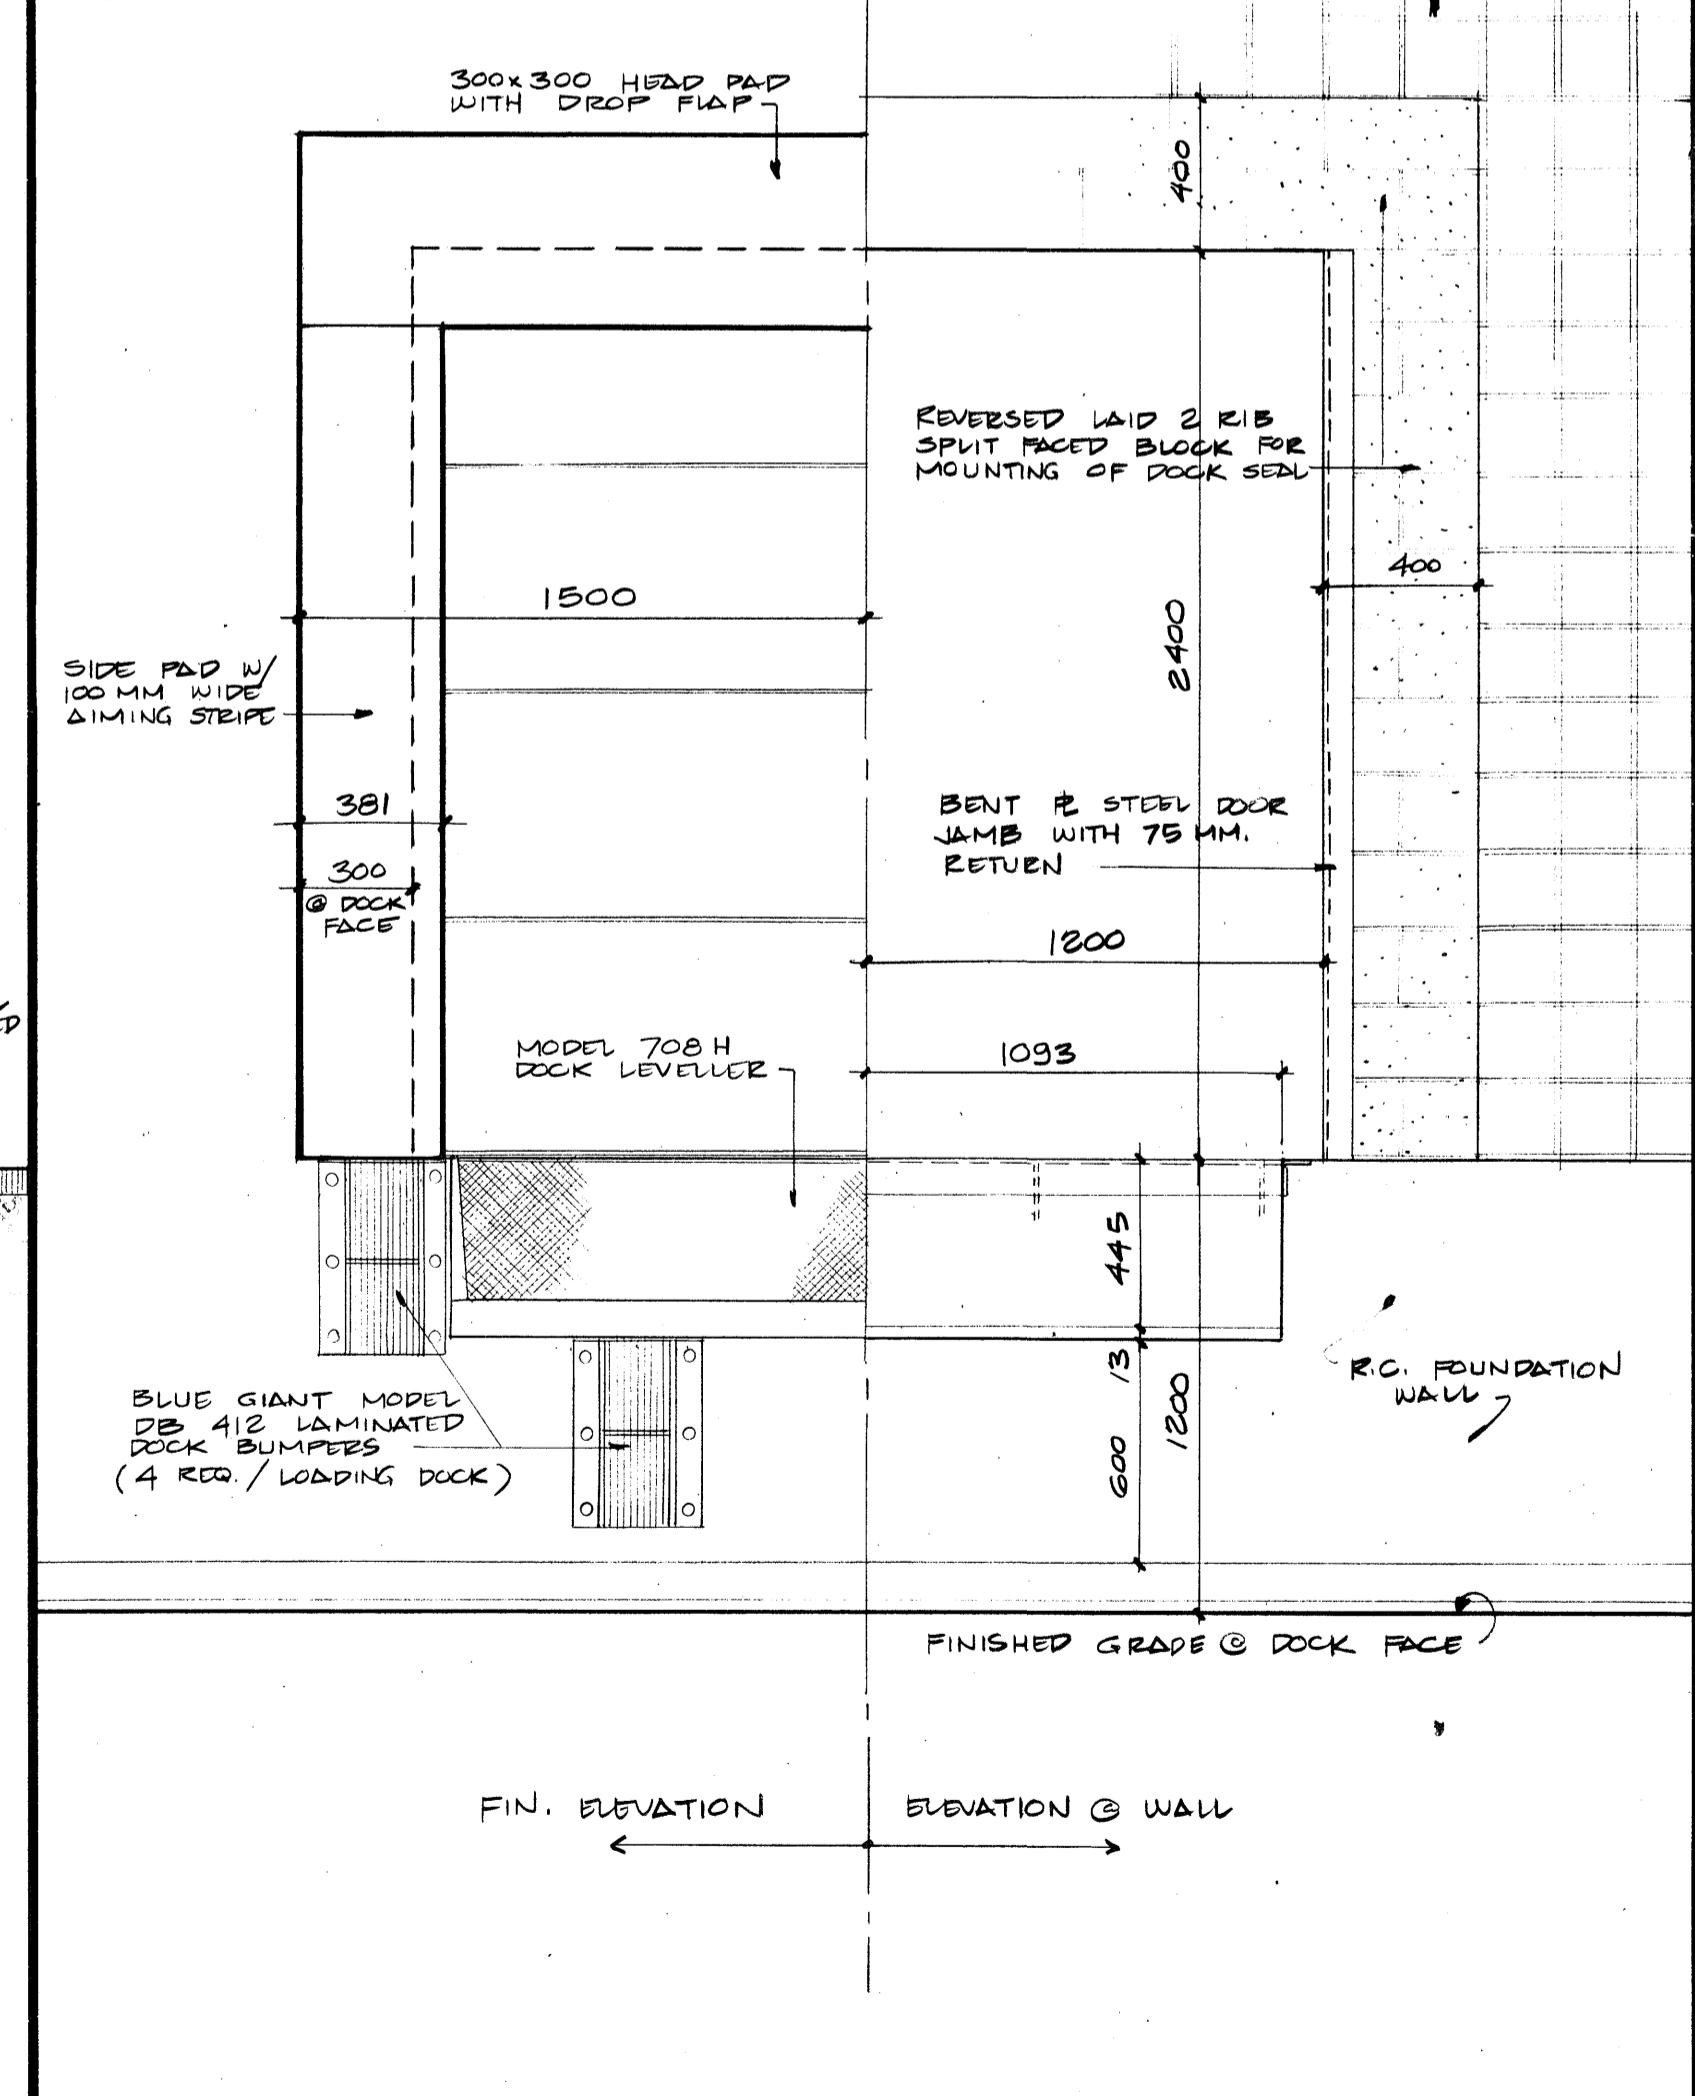 300x300 HEAD PAD
WITH DROP FLAP
400
REVERSED LAID 2 RIB
SPLIT FACED BLOCK FOR
MOUNTING OF DOCK SEAL
400
1500
2400
SIDE PAD W/
100 MM WIDE
AIMING STRIPE
381
BENT PL STEEL DOOR
JAMB WITH 75 MM.
RETURN
300
@ DOCK
FACE
1200
MODEL 708 H
DOCK LEVELLER
1093
445
13
600
1200
R.C. FOUNDATION
WALL
BLUE GIANT MODEL
DB 412 LAMINATED
DOCK BUMPERS
(4 REQ. / LOADING DOCK)
FINISHED GRADE @ DOCK FACE
FIN. ELEVATION
ELEVATION @ WALL